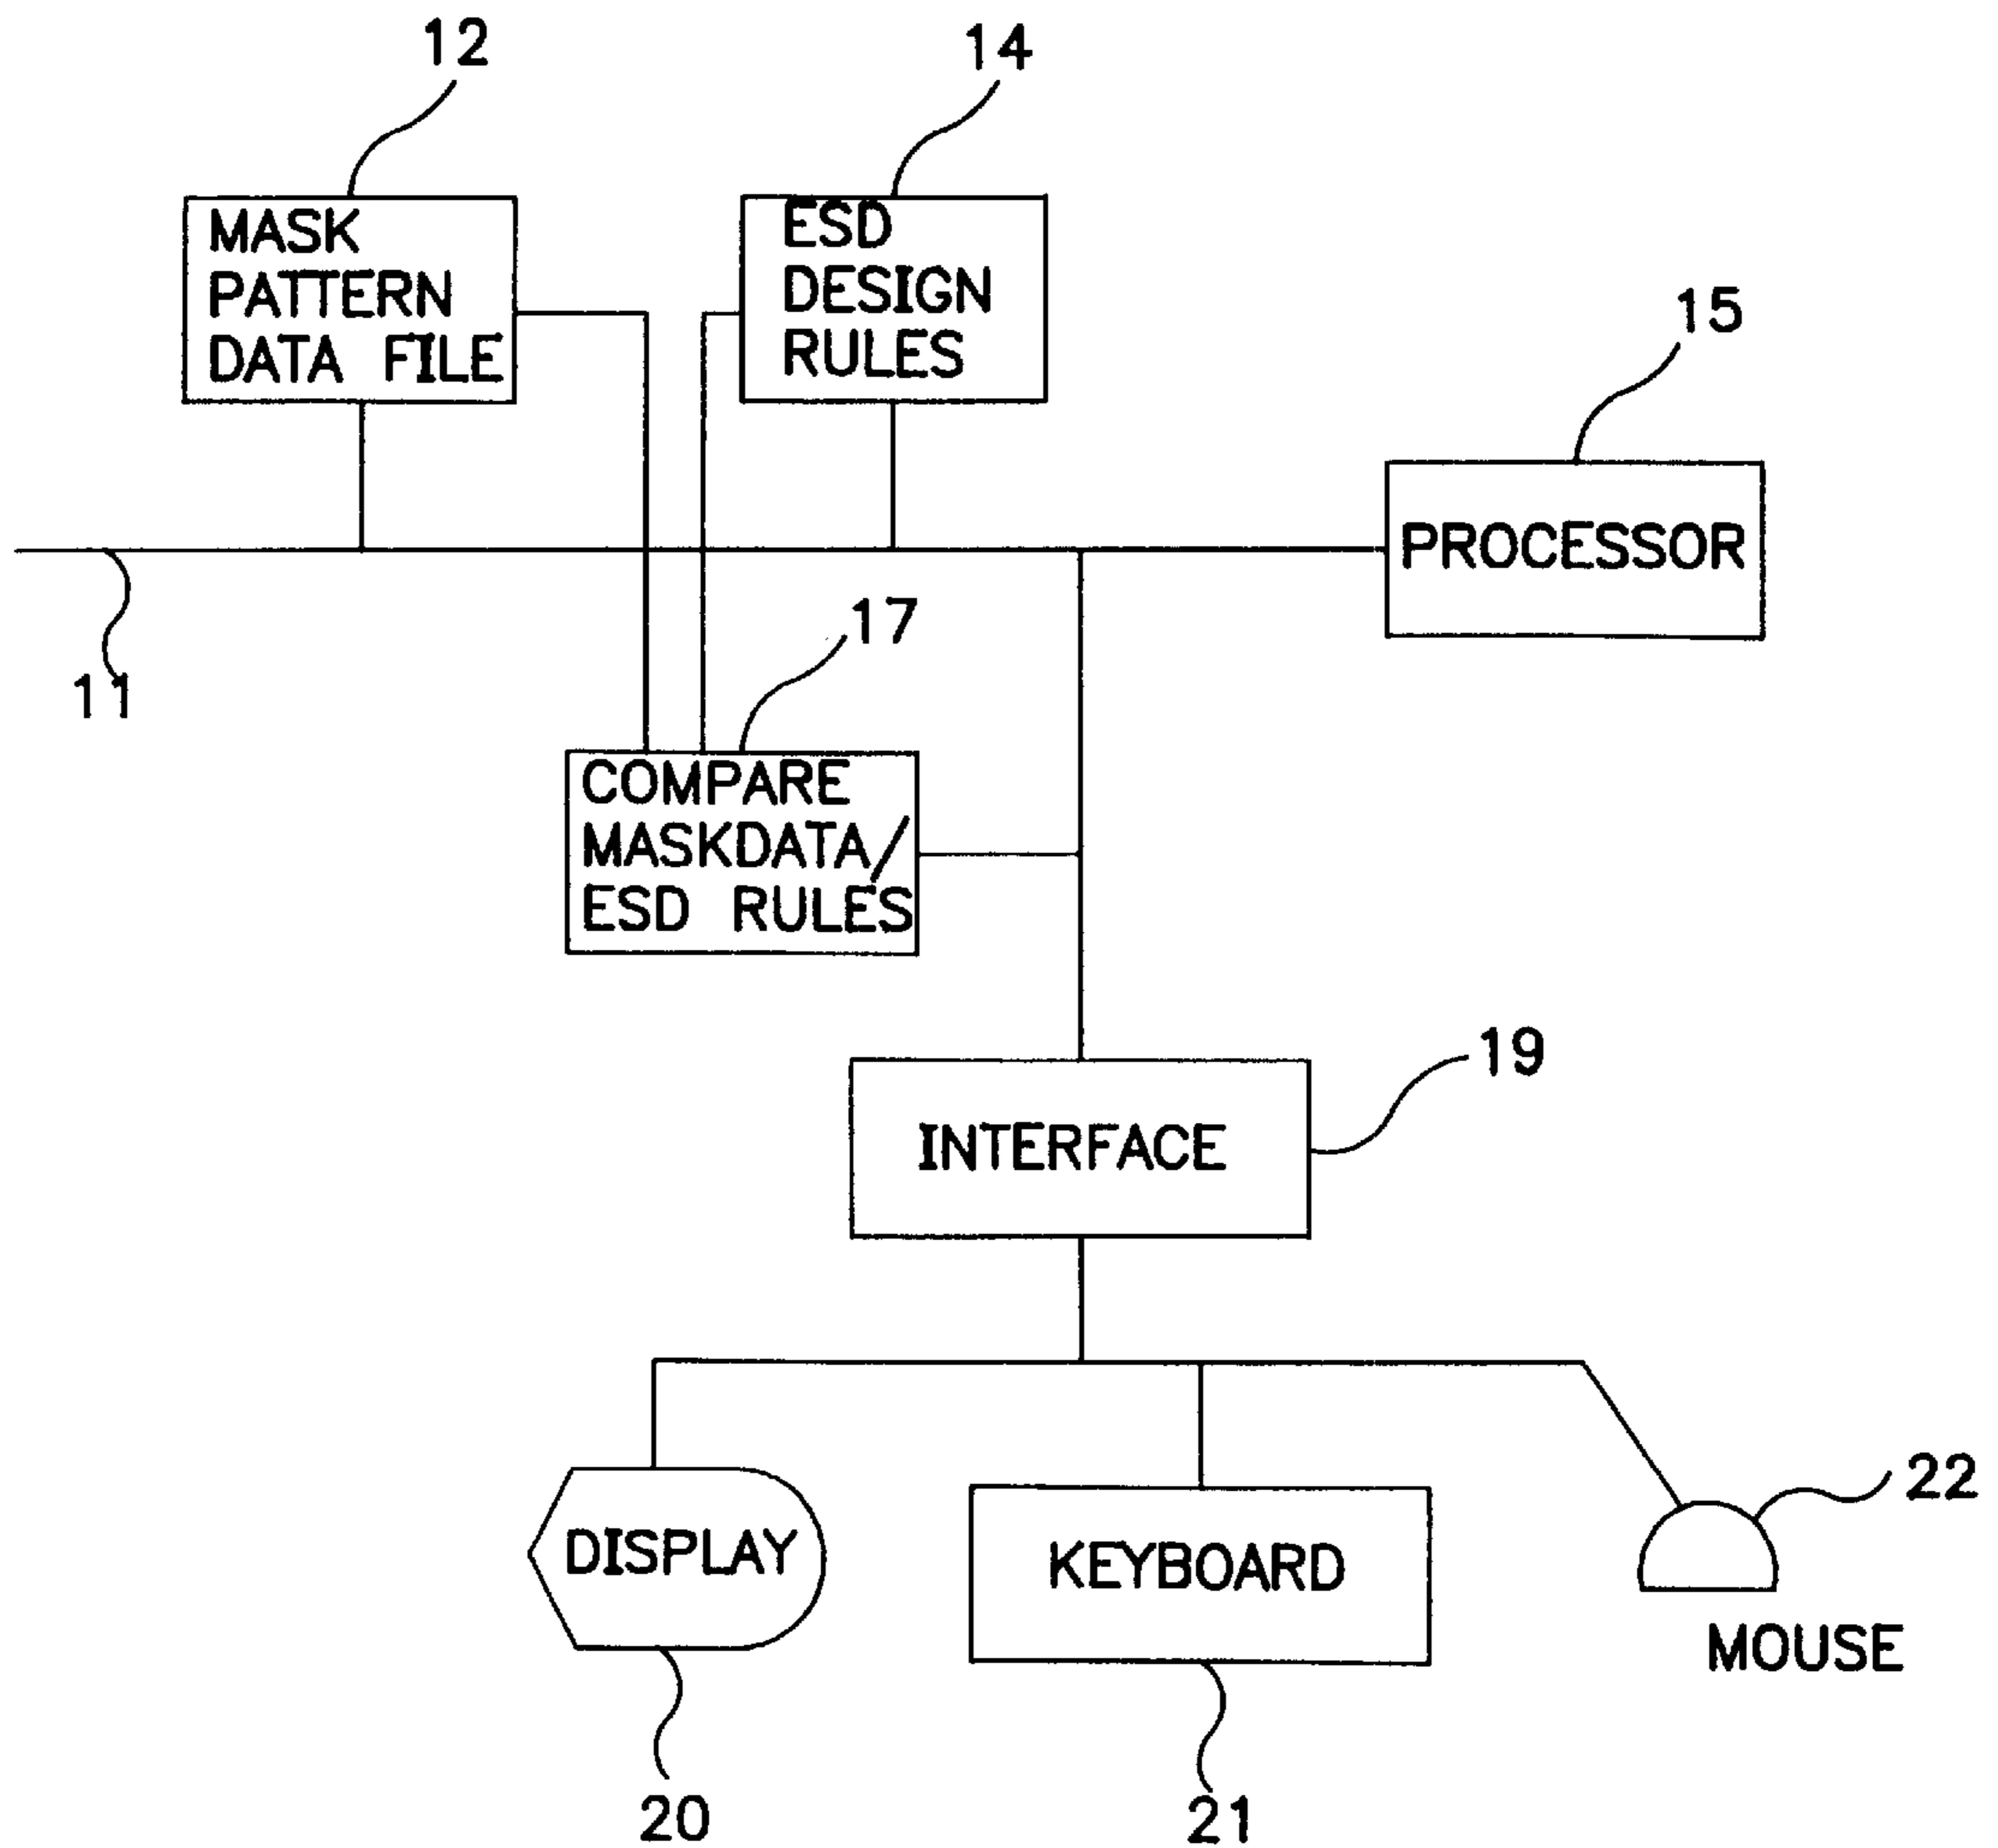 12
14
MASK
PATTERN
DATA FILE
ESD
DESIGN
RULES
15
PROCESSOR
11
17
COMPARE
MASKDATA/
ESD RULES
19
INTERFACE
DISPLAY
KEYBOARD
22
MOUSE
20
21